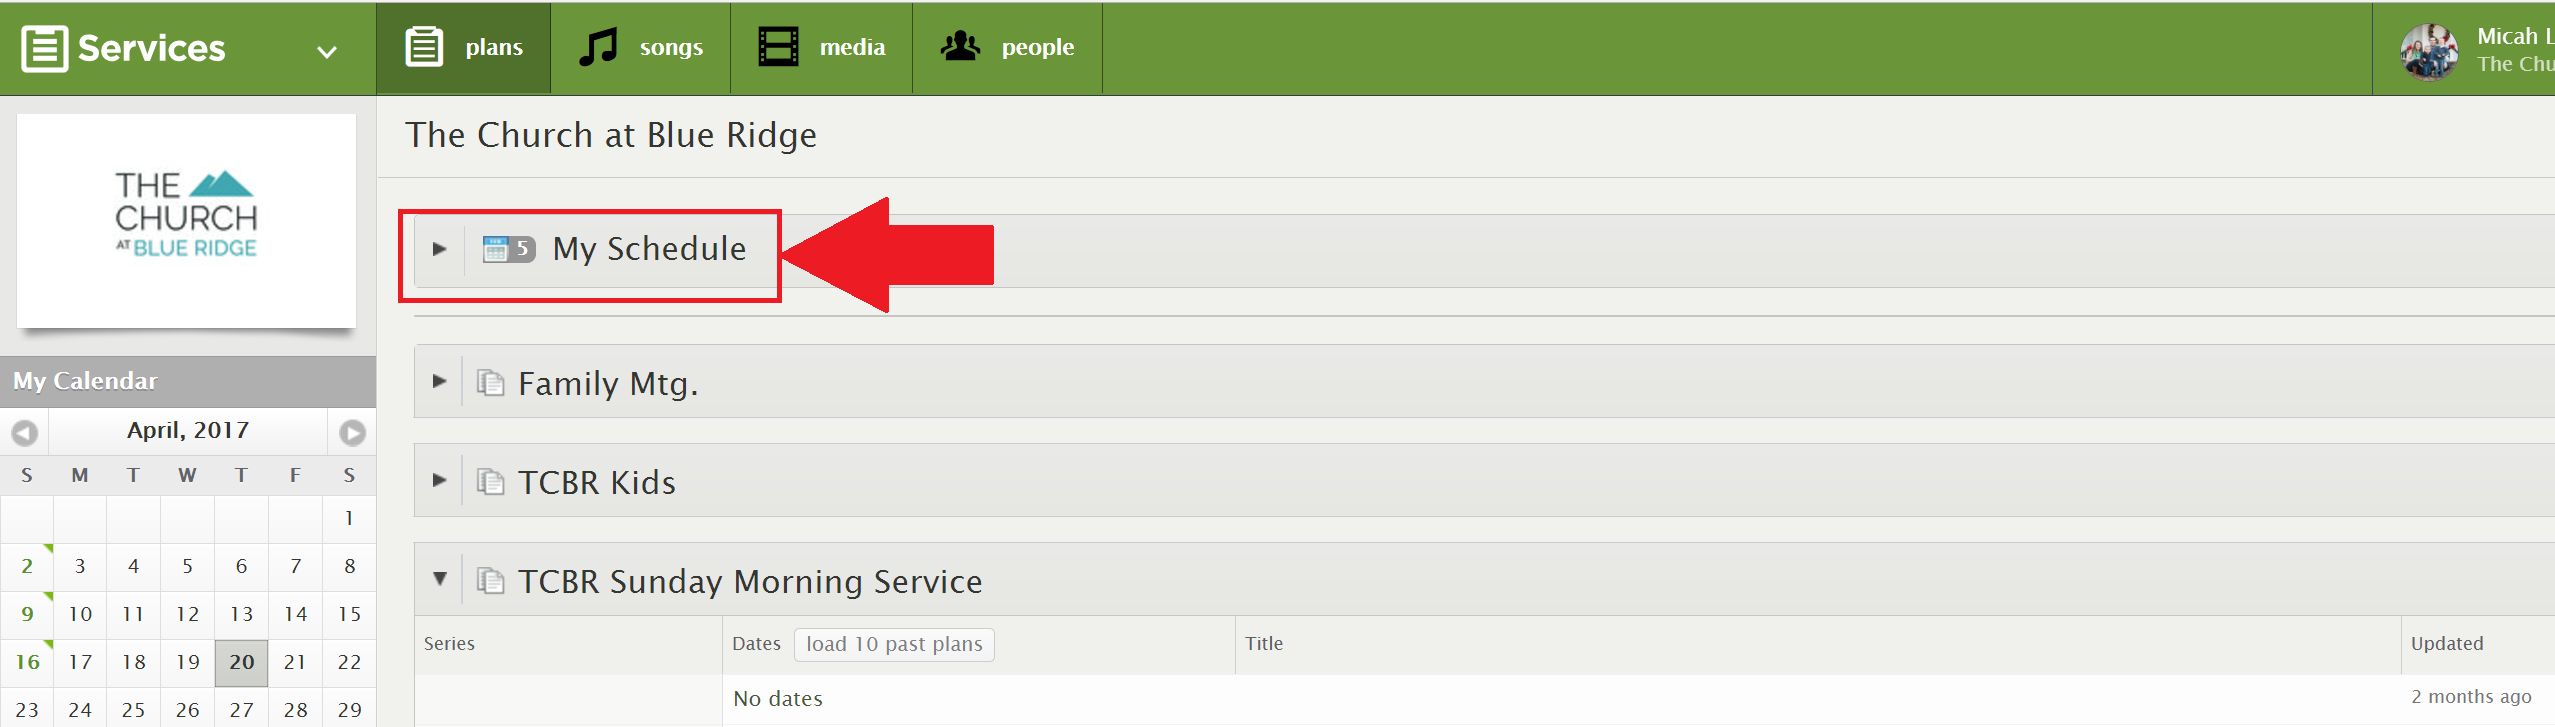 Services
plans
songs
media
people
Micah L
The Chu
THE
CHURCH
AT BLUE RIDGE
The Church at Blue Ridge
5 My Schedule
Family Mtg.
TCBR Kids
TCBR Sunday Morning Service
Series Dates load 10 past plans Title Updated
No dates 2 months ago
My Calendar
April, 2017
S M T W T F S
1
2 3 4 5 6 7 8
9 10 11 12 13 14 15
16 17 18 19 20 21 22
23 24 25 26 27 28 29